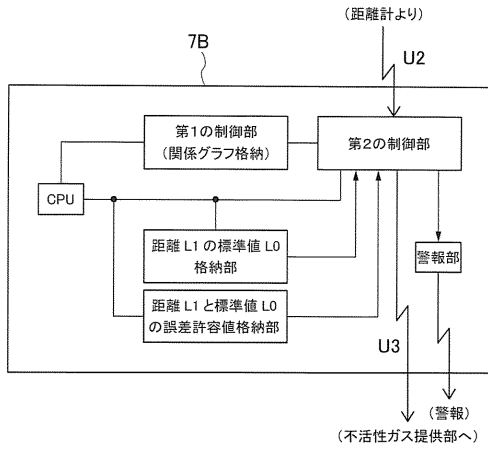 (距離計より)
7B
U2
第1の制御部
(関係グラフ格納)
第2の制御部
CPU
距離 L1 の標準値 L0
格納部
警報部
距離 L1 と標準値 L0
の誤差許容値格納部
U3
(警報)
(不活性ガス提供部へ)